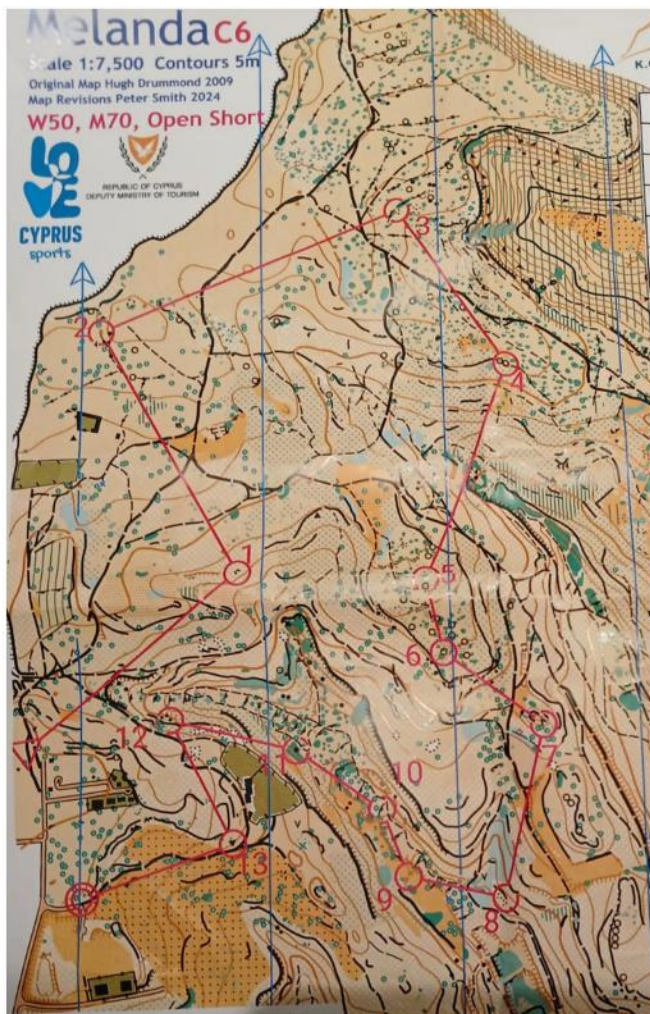 Melanda C6
Scale 1:7,500 Contours 5m
Original Map Hugh Drummond 2009
Map Revisions Peter Smith 2024
W50, M70, Open Short
LOVE
CYPRUS
sports
REPUBLIC OF CYPRUS
DEPUTY MINISTRY OF TOURISM
K.
3
2
4
1
5
6
7
12
11
10
13
9
8